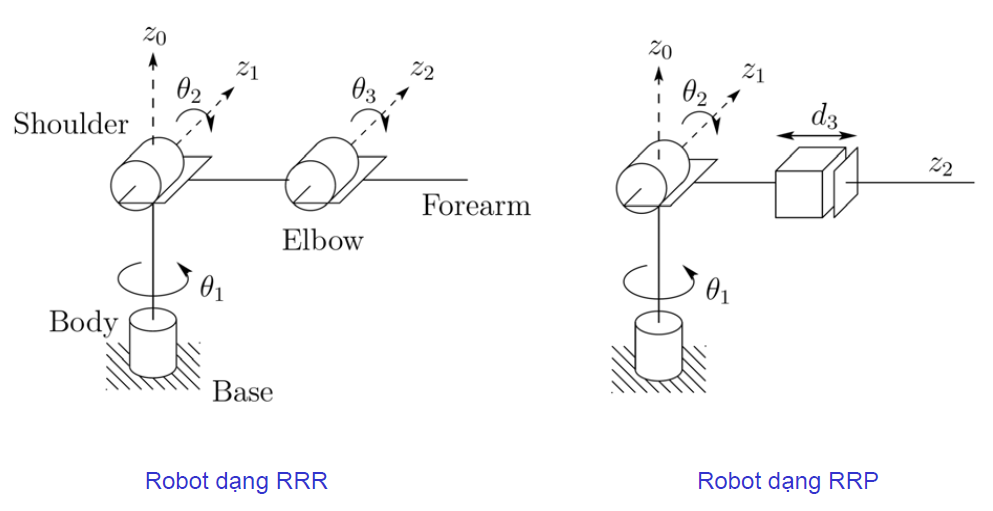 z₀
z₁
θ₂
z₂
θ₃
Shoulder
Forearm
Elbow
θ₁
Body
Base
Robot dạng RRR
z₀
z₁
θ₂
d₃
z₂
θ₁
Robot dạng RRP